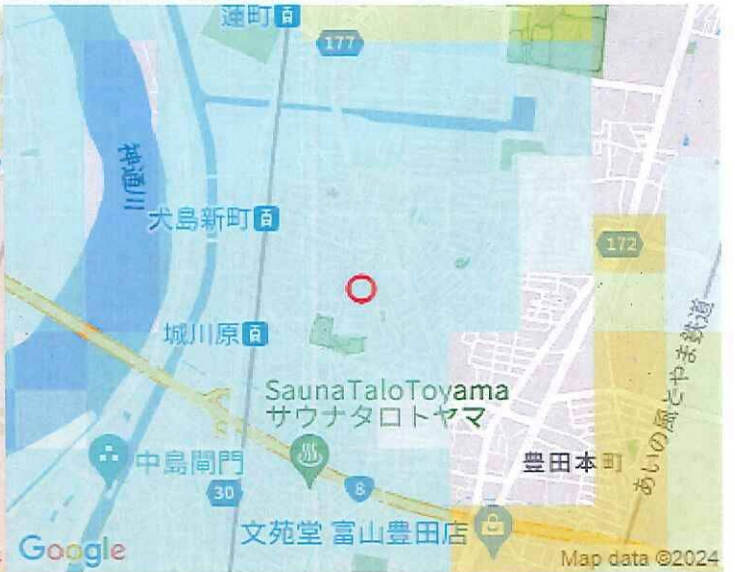 蓮町
177
神通川
犬島新町
172
城川原
SaunaTaloToyama
サウナタロトヤマ
あいの風とやま鉄道
中島閘門
豊田本町
30
8
文苑堂 富山豊田店
Google
Map data ©2024